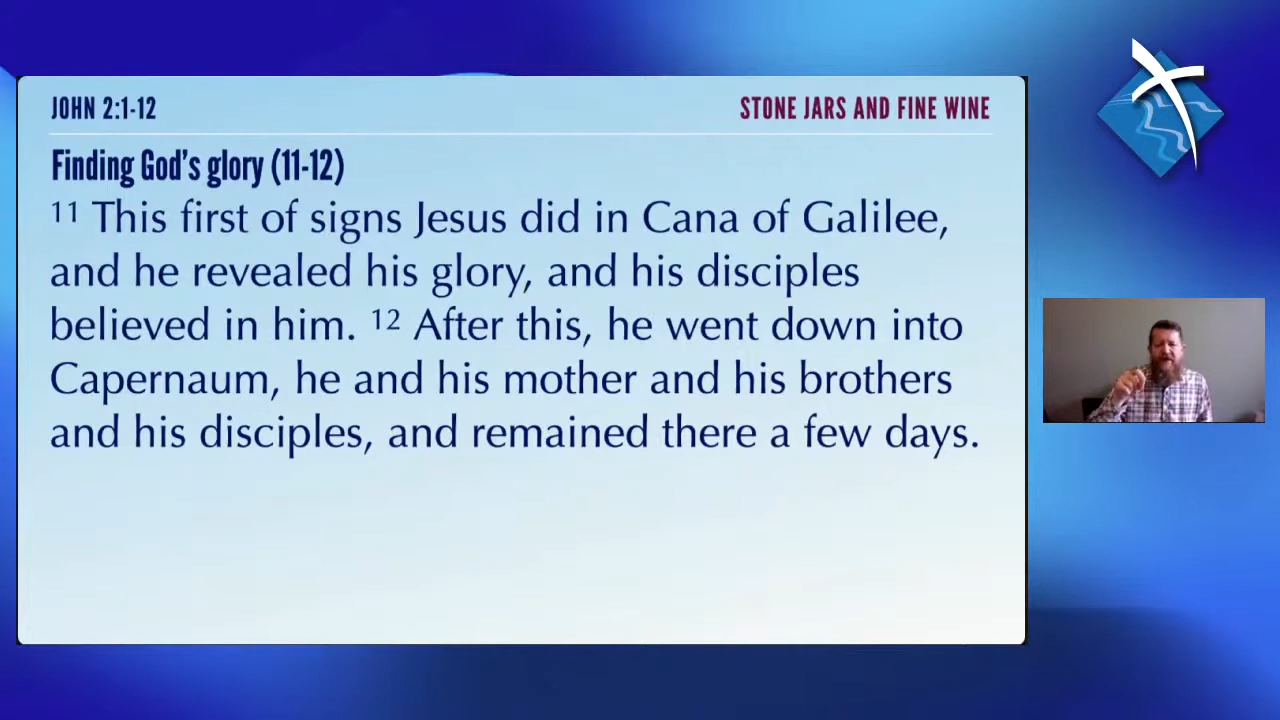 JOHN 2:1-12
STONE JARS AND FINE WINE
Finding God’s glory (11-12)
¹¹ This first of signs Jesus did in Cana of Galilee,
and he revealed his glory, and his disciples
believed in him. ¹² After this, he went down into
Capernaum, he and his mother and his brothers
and his disciples, and remained there a few days.